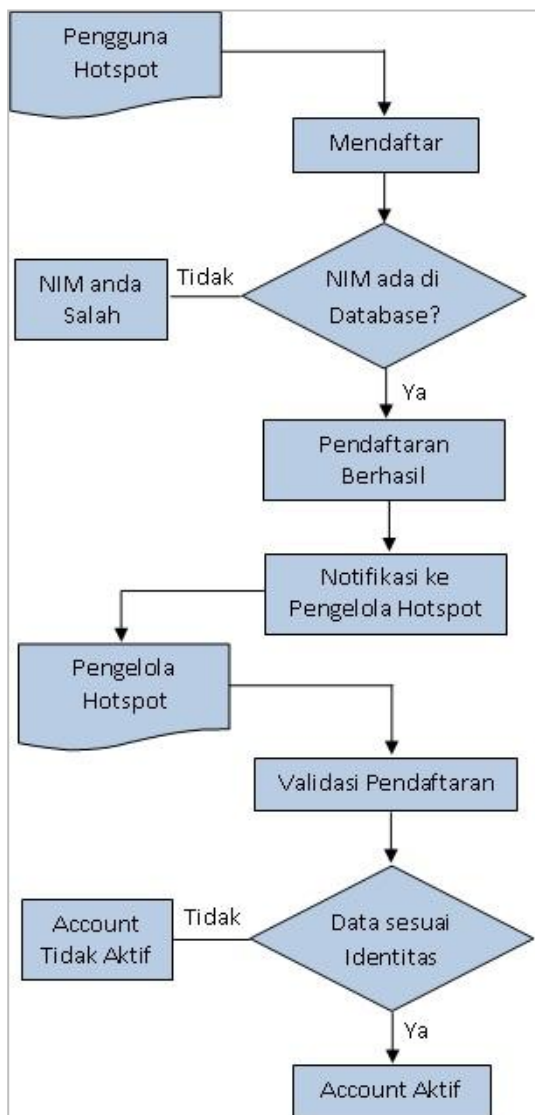 Pengguna
Hotspot
Mendaftar
NIM ada di
Database?
Tidak
NIM anda
Salah
Ya
Pendaftaran
Berhasil
Notifikasi ke
Pengelola Hotspot
Pengelola
Hotspot
Validasi Pendaftaran
Data sesuai
Identitas
Tidak
Account
Tidak Aktif
Ya
Account Aktif